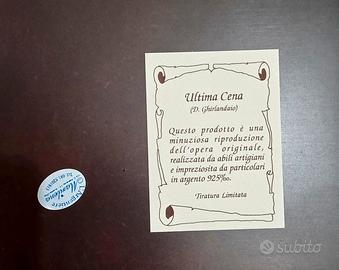 Ultima Cena
(D. Ghirlandaio)
Questo prodotto è una
minuziosa riproduzione
dell'opera originale,
realizzata da abili artigiani
e impreziosita da particolari
in argento 925‰.
Tiratura Limitata
L'Argentiere
subito